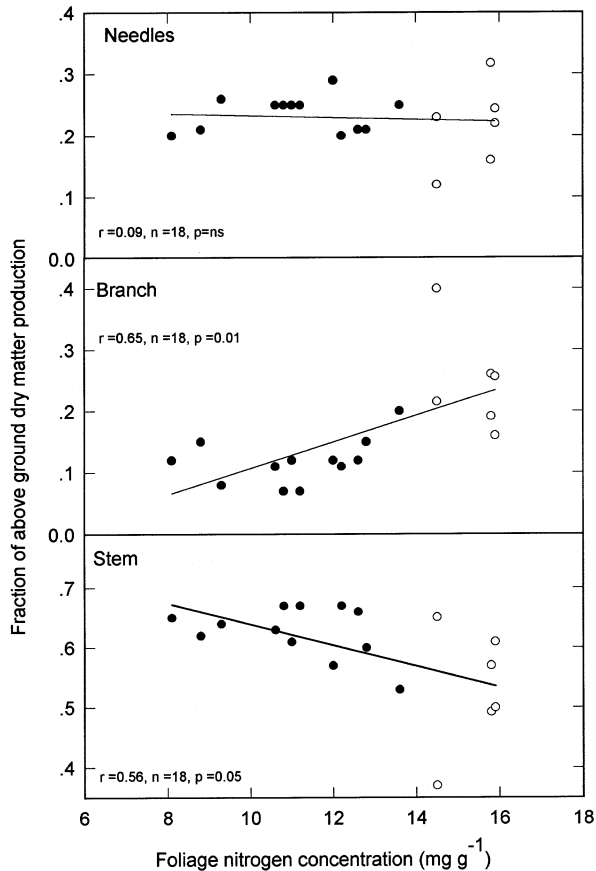 .4
Needles
.3
.2
.1
r =0.09, n =18, p=ns
0.0
.4
Branch
r =0.65, n =18, p =0.01
.3
.2
.1
0.0
Stem
.7
.6
.5
.4
r =0.56, n =18, p =0.05
6 8 10 12 14 16 18
Foliage nitrogen concentration (mg g-1)
Fraction of above ground dry matter production